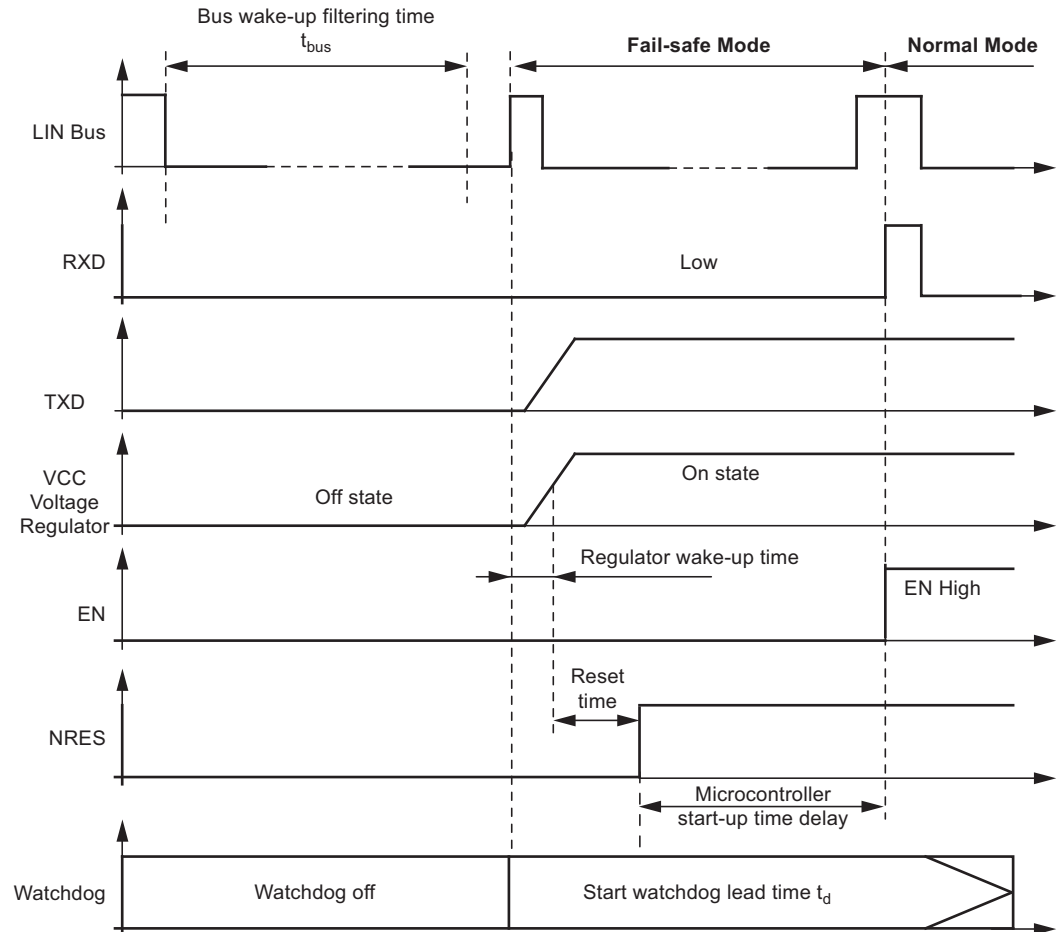 Bus wake-up filtering time
t_bus
Fail-safe Mode
Normal Mode
LIN Bus
RXD
Low
TXD
VCC
Voltage
Regulator
Off state
On state
Regulator wake-up time
EN
EN High
Reset
time
NRES
Microcontroller
start-up time delay
Watchdog
Watchdog off
Start watchdog lead time t_d